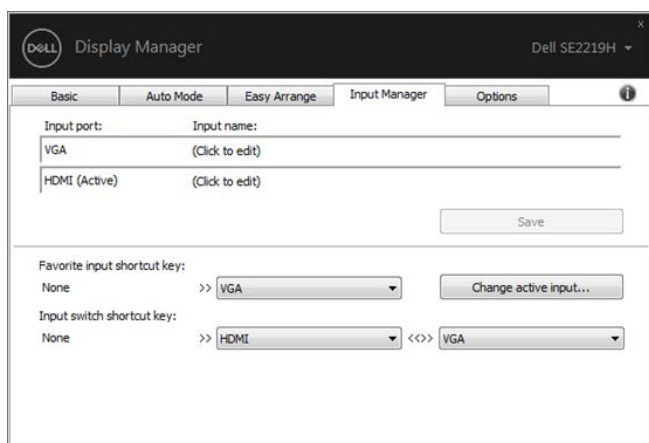 x
DELL Display Manager Dell SE2219H
Basic Auto Mode Easy Arrange Input Manager Options i
Input port: Input name:
VGA (Click to edit)
HDMI (Active) (Click to edit)
Save
Favorite input shortcut key:
None >> VGA Change active input...
Input switch shortcut key:
None >> HDMI <<>> VGA